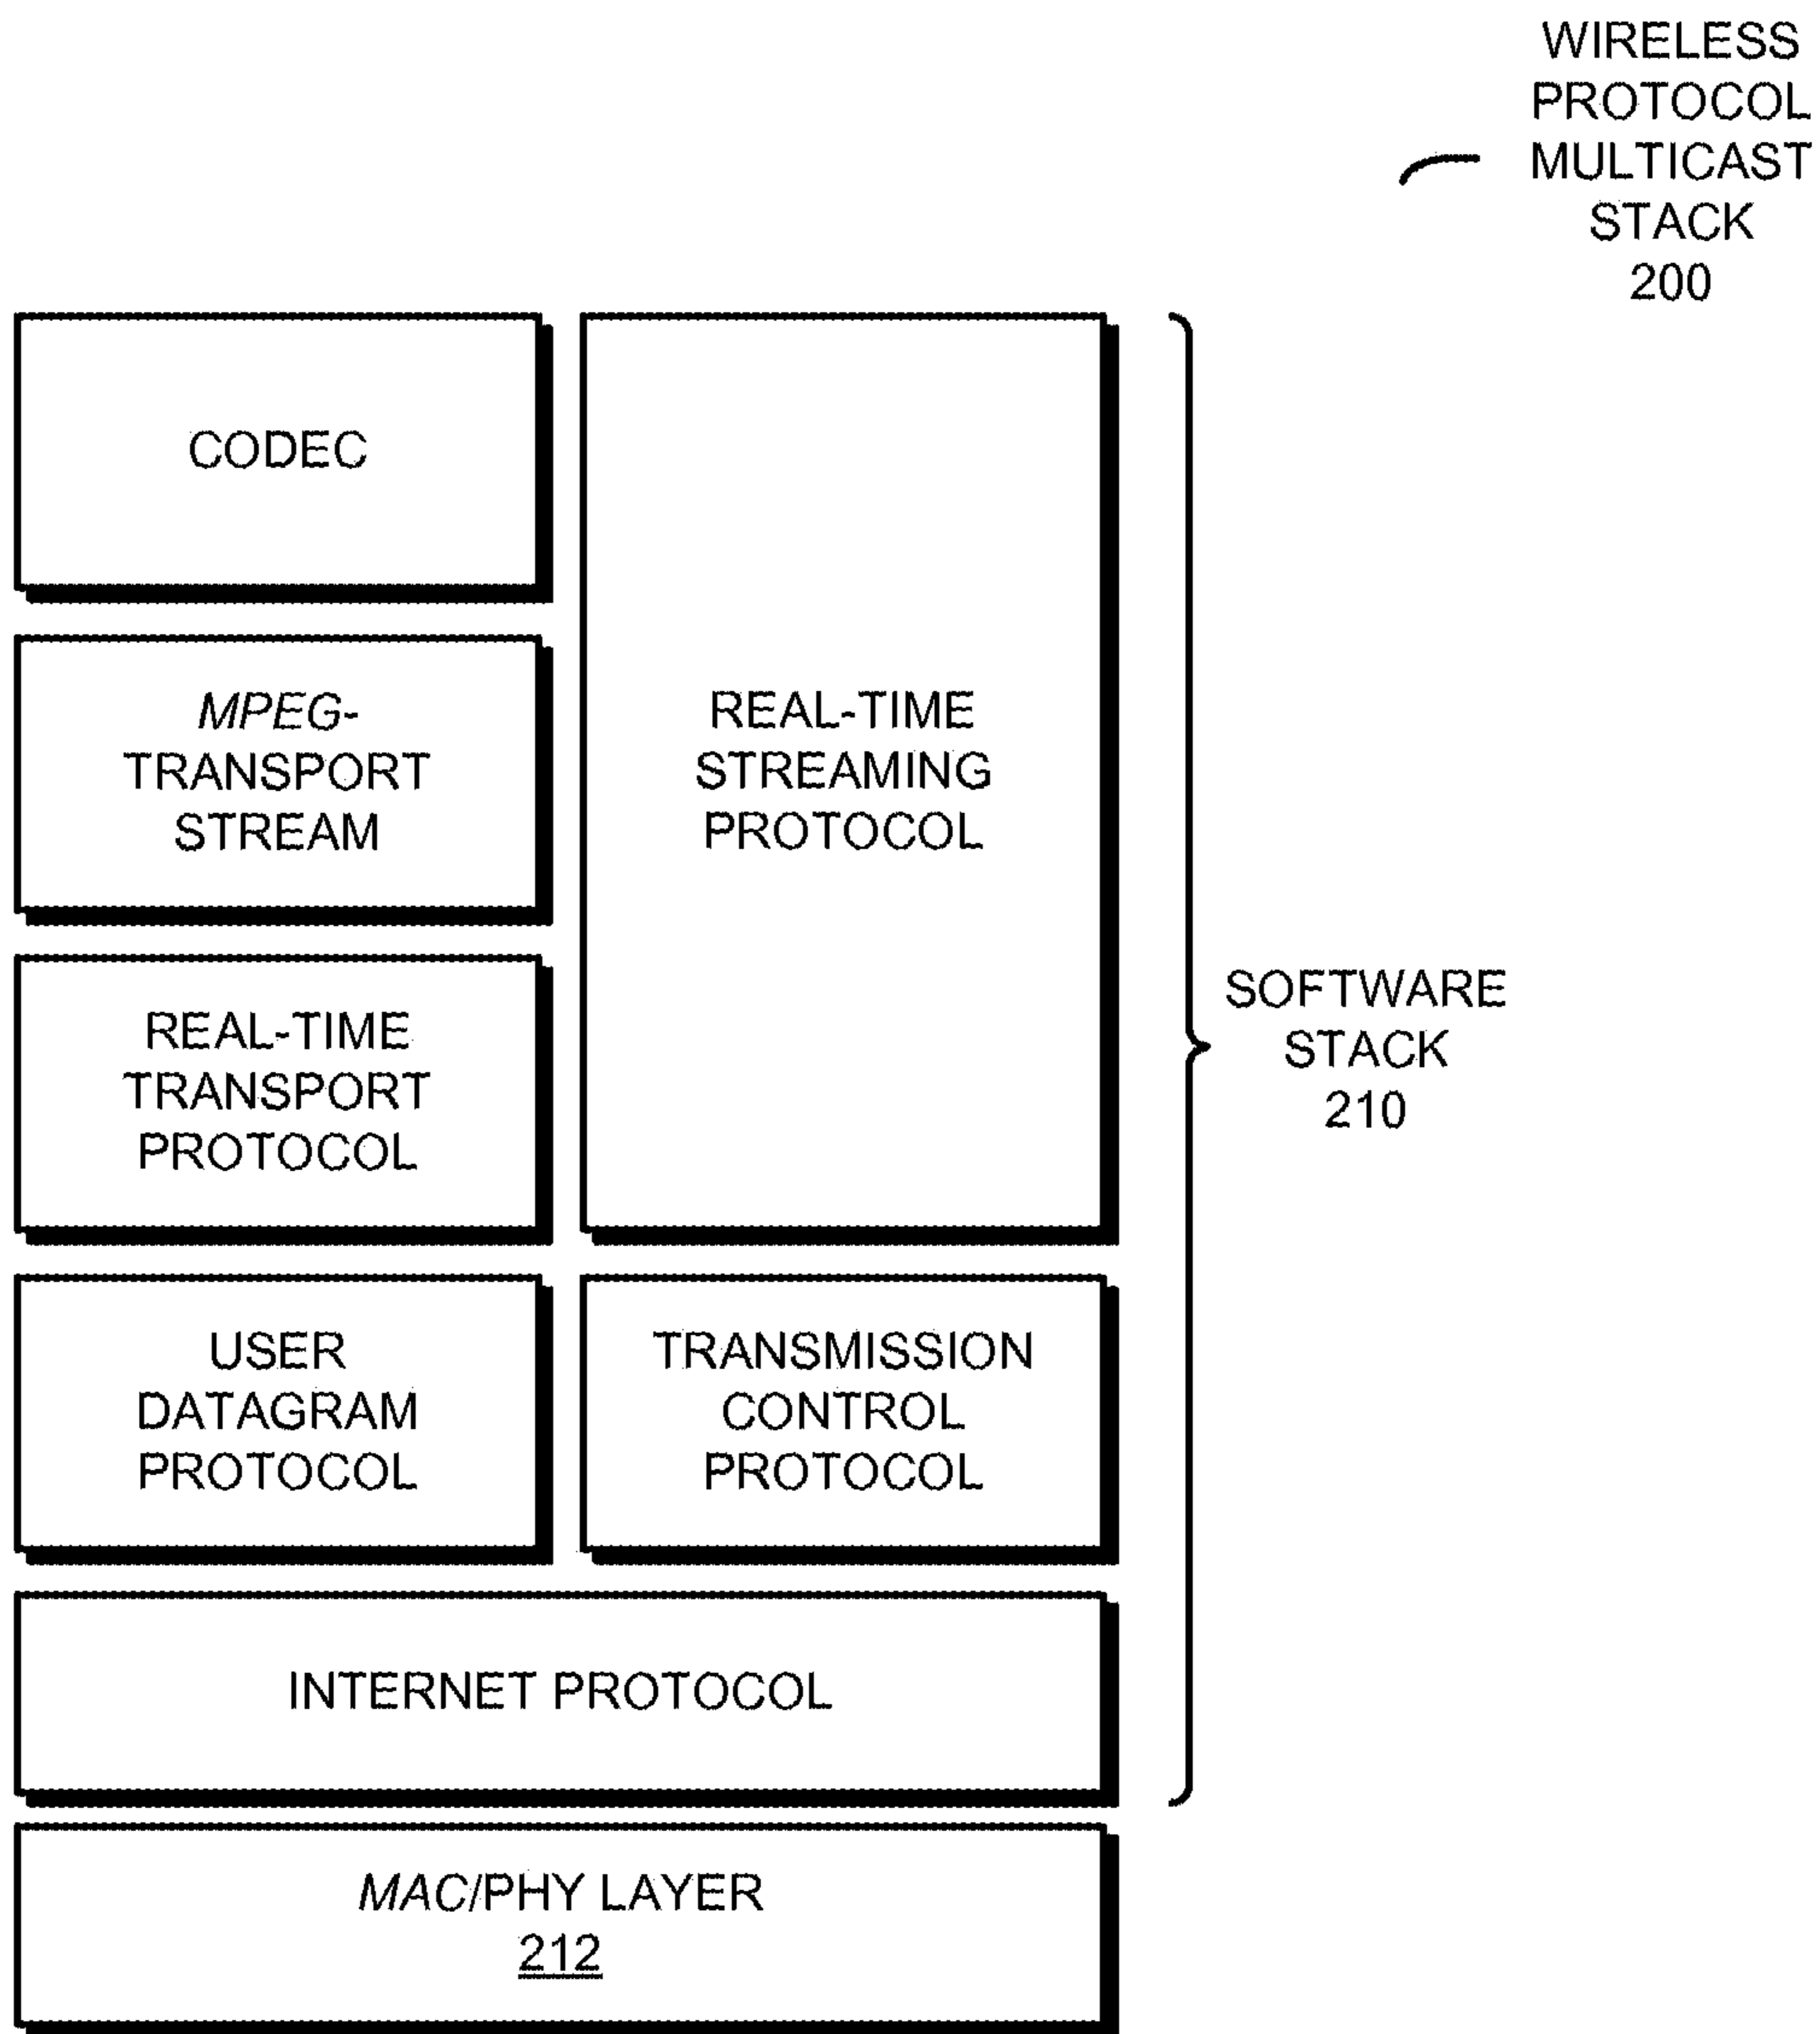 WIRELESS
PROTOCOL
MULTICAST
STACK
200
CODEC
MPEG-
TRANSPORT
STREAM
REAL-TIME
STREAMING
PROTOCOL
REAL-TIME
TRANSPORT
PROTOCOL
SOFTWARE
STACK
210
USER
DATAGRAM
PROTOCOL
TRANSMISSION
CONTROL
PROTOCOL
INTERNET PROTOCOL
MAC/PHY LAYER
212